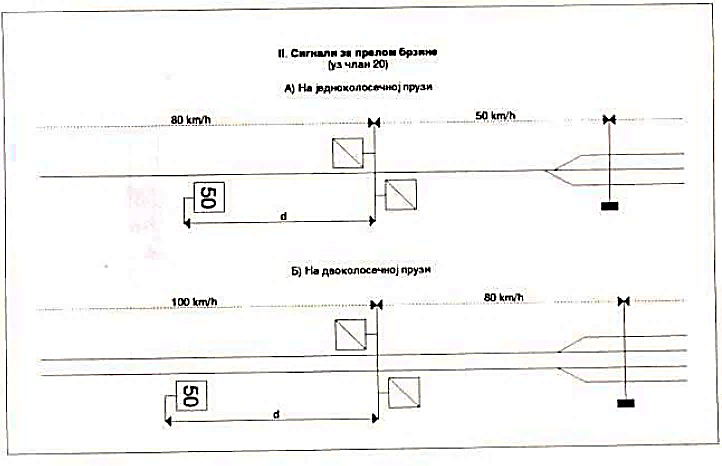 II. Сигнали за прелом брзине
(уз члан 20)
А) На једноколосечној прузи
80 km/h
50 km/h
50
d
Б) На двоколосечној прузи
100 km/h
80 km/h
50
d